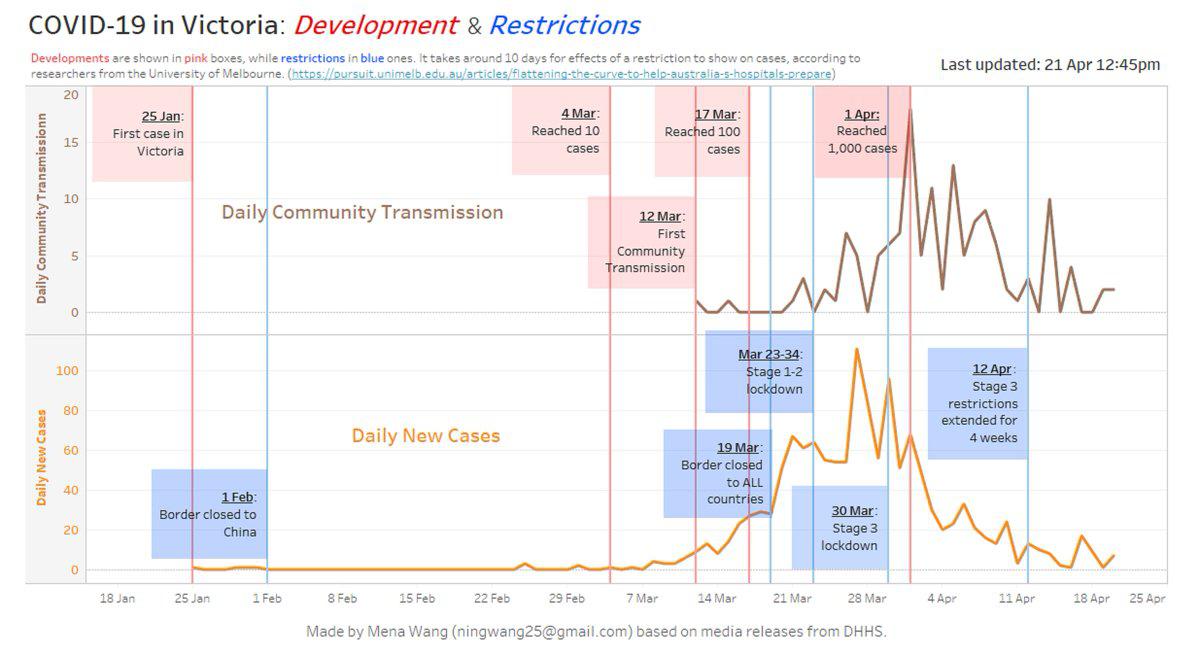 COVID-19 in Victoria: Development & Restrictions
Developments are shown in pink boxes, while restrictions in blue ones. It takes around 10 days for effects of a restriction to show on cases, according to
researchers from the University of Melbourne. (https://pursuit.unimelb.edu.au/articles/flattening-the-curve-to-help-australia-s-hospitals-prepare)
Last updated: 21 Apr 12:45pm
Daily Community Transmissionn
20
15
10
5
0
25 Jan:
First case in
Victoria
4 Mar:
Reached 10
cases
17 Mar:
Reached 100
cases
1 Apr:
Reached
1,000 cases
Daily Community Transmission
12 Mar:
First
Community
Transmission
Daily New Cases
100
80
60
40
20
0
Mar 23-34:
Stage 1-2
lockdown
12 Apr:
Stage 3
restrictions
extended for
4 weeks
Daily New Cases
19 Mar:
Border closed
to ALL
countries
1 Feb:
Border closed to
China
30 Mar:
Stage 3
lockdown
18 Jan 25 Jan 1 Feb 8 Feb 15 Feb 22 Feb 29 Feb 7 Mar 14 Mar 21 Mar 28 Mar 4 Apr 11 Apr 18 Apr 25 Apr
Made by Mena Wang (ningwang25@gmail.com) based on media releases from DHHS.